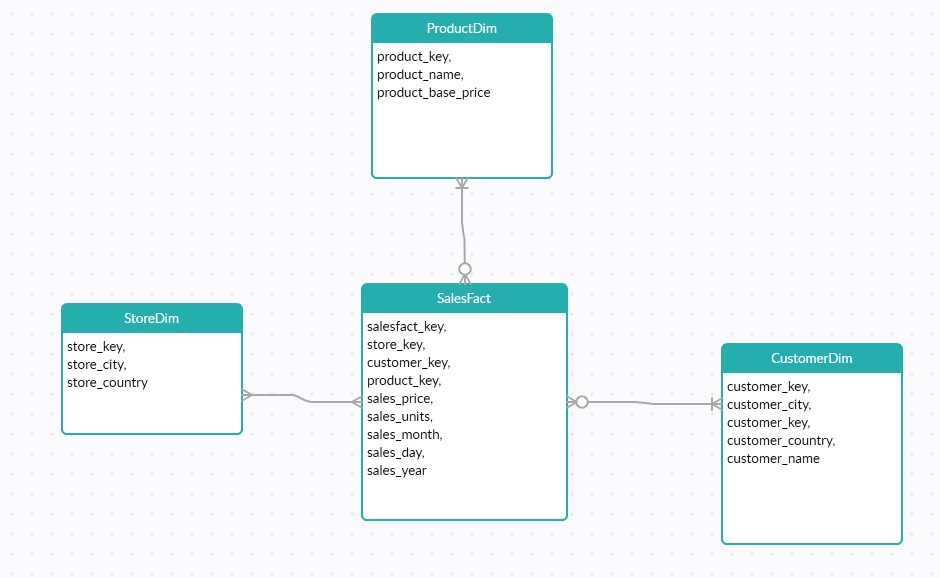 ProductDim
product_key,
product_name,
product_base_price
SalesFact
salesfact_key,
store_key,
customer_key,
product_key,
sales_price,
sales_units,
sales_month,
sales_day,
sales_year
StoreDim
store_key,
store_city,
store_country
CustomerDim
customer_key,
customer_city,
customer_key,
customer_country,
customer_name